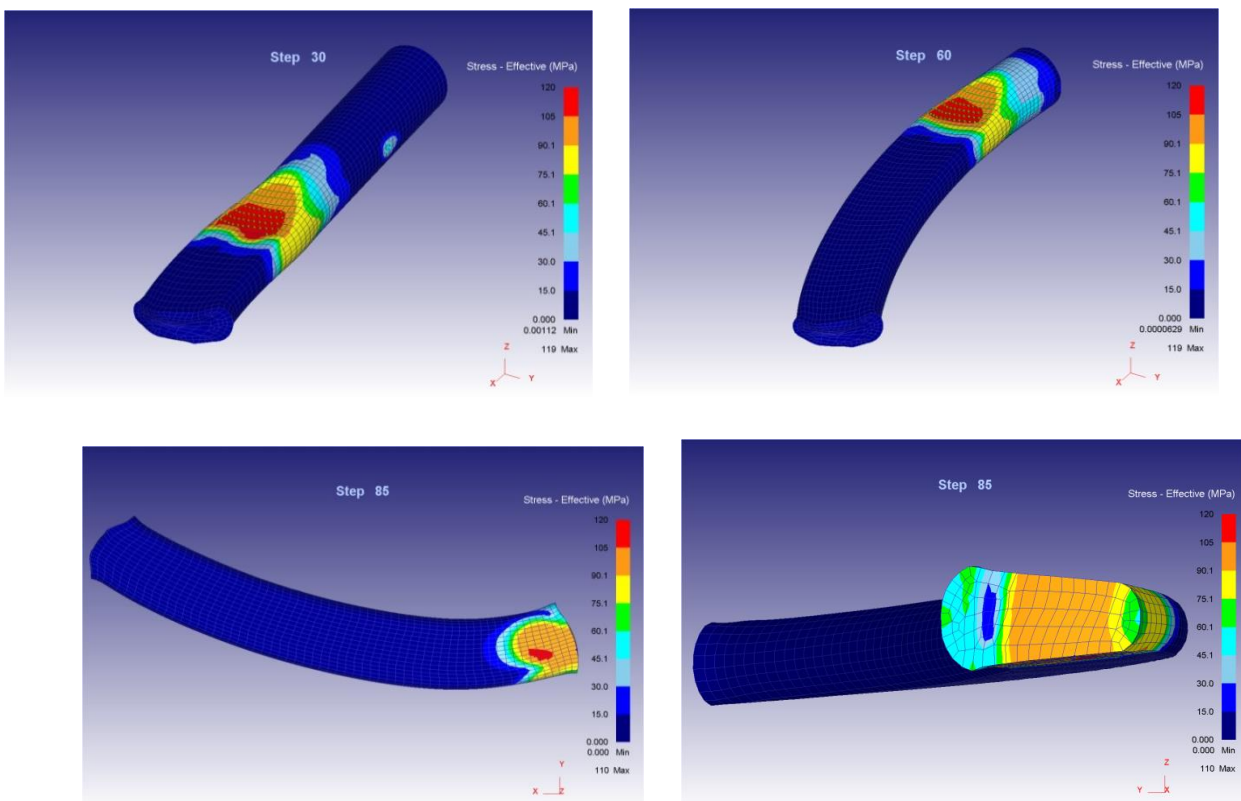 Step 30
Stress - Effective (MPa)
120
105
90.1
75.1
60.1
45.1
30.0
15.0
0.000
0.00112 Min
119 Max
Z
X Y
Step 60
Stress - Effective (MPa)
120
105
90.1
75.1
60.1
45.1
30.0
15.0
0.000
0.0000629 Min
119 Max
Z
X Y
Step 85
Stress - Effective (MPa)
120
105
90.1
75.1
60.1
45.1
30.0
15.0
0.000
0.000 Min
110 Max
Y
X Z
Step 85
Stress - Effective (MPa)
120
105
90.1
75.1
60.1
45.1
30.0
15.0
0.000
0.000 Min
110 Max
Z
Y X